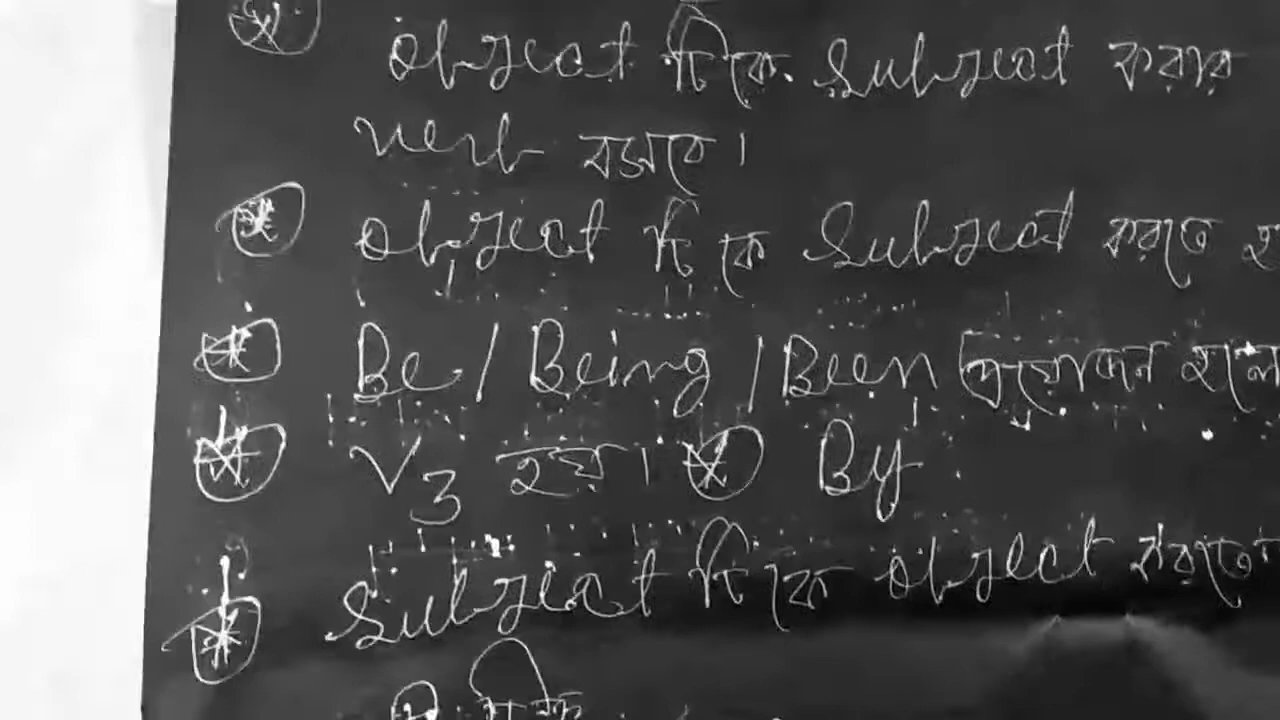 object টিকে subject করার
verb বসবে।
object টিকে subject করতে
Be / Being / Been প্রয়োজন হলে
V3 হয়। By
subject টিকে object করতে